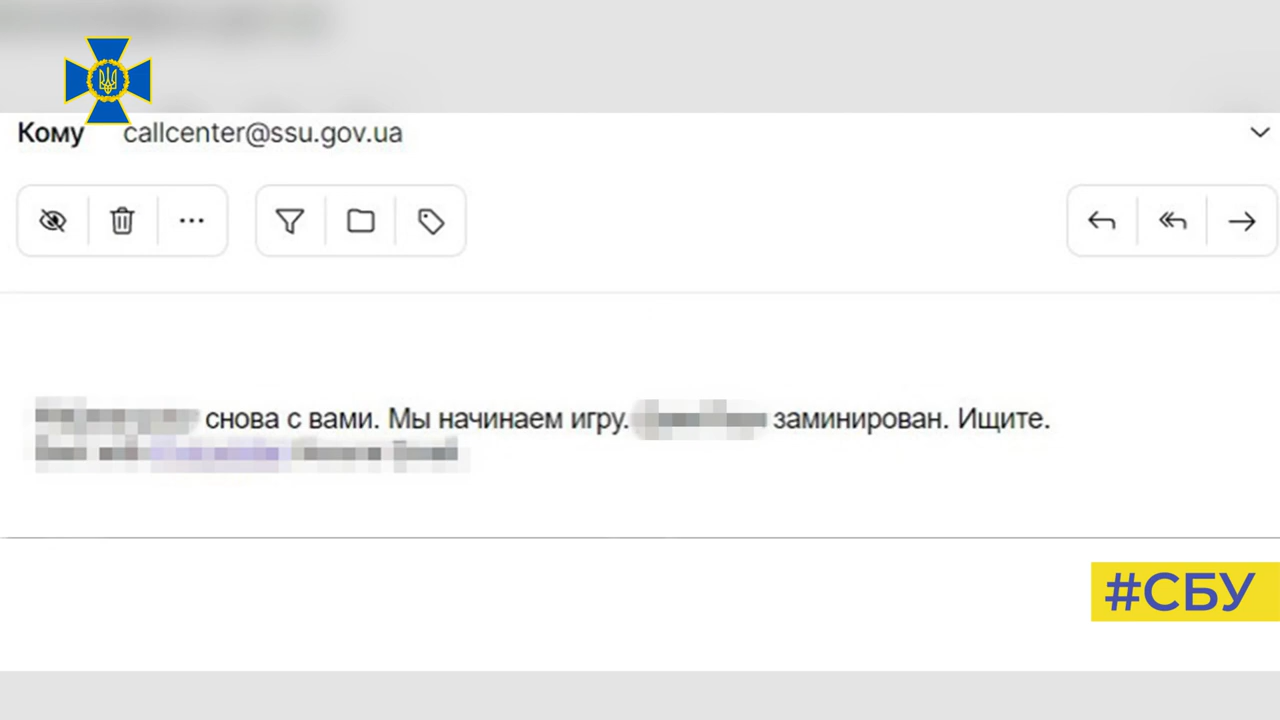 Кому callcenter@ssu.gov.ua
снова с вами. Мы начинаем игру. заминирован. Ищите.
#СБУ